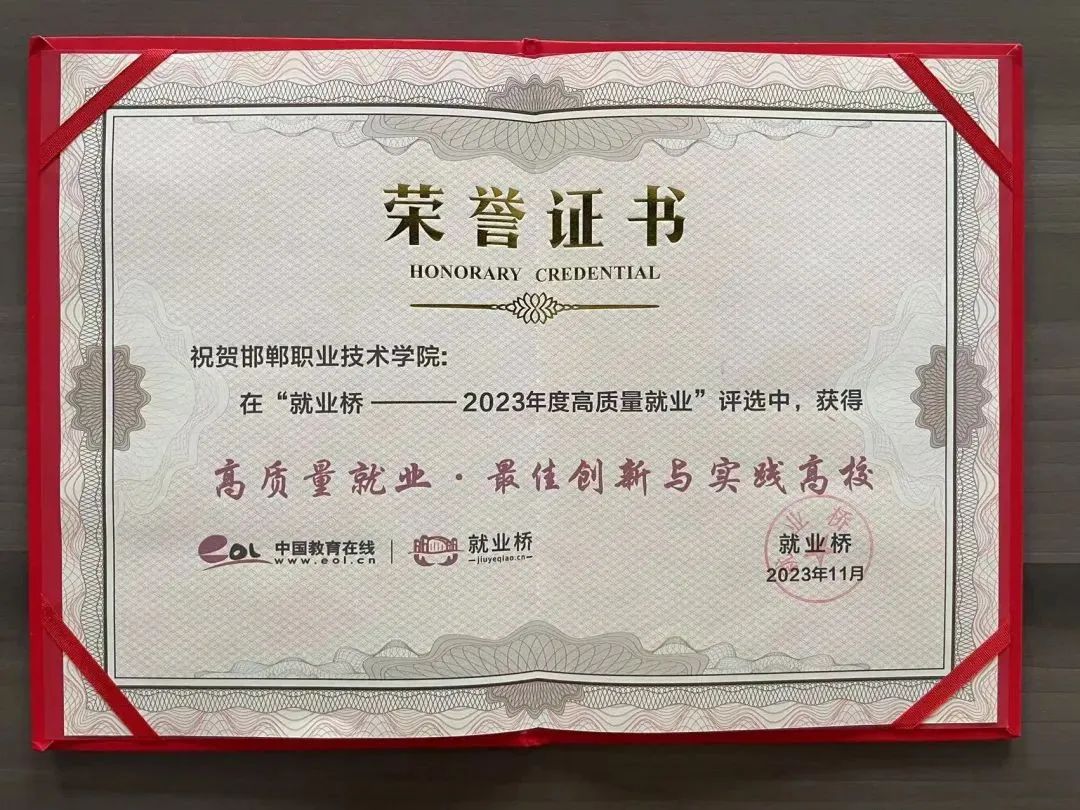 荣誉证书
HONORARY CREDENTIAL
祝贺邯郸职业技术学院:
在“就业桥———2023年度高质量就业”评选中，获得
高质量就业·最佳创新与实践高校
eol 中国教育在线 www.eol.cn | 就业桥 jiuyeqiao.cn
就业桥
2023年11月